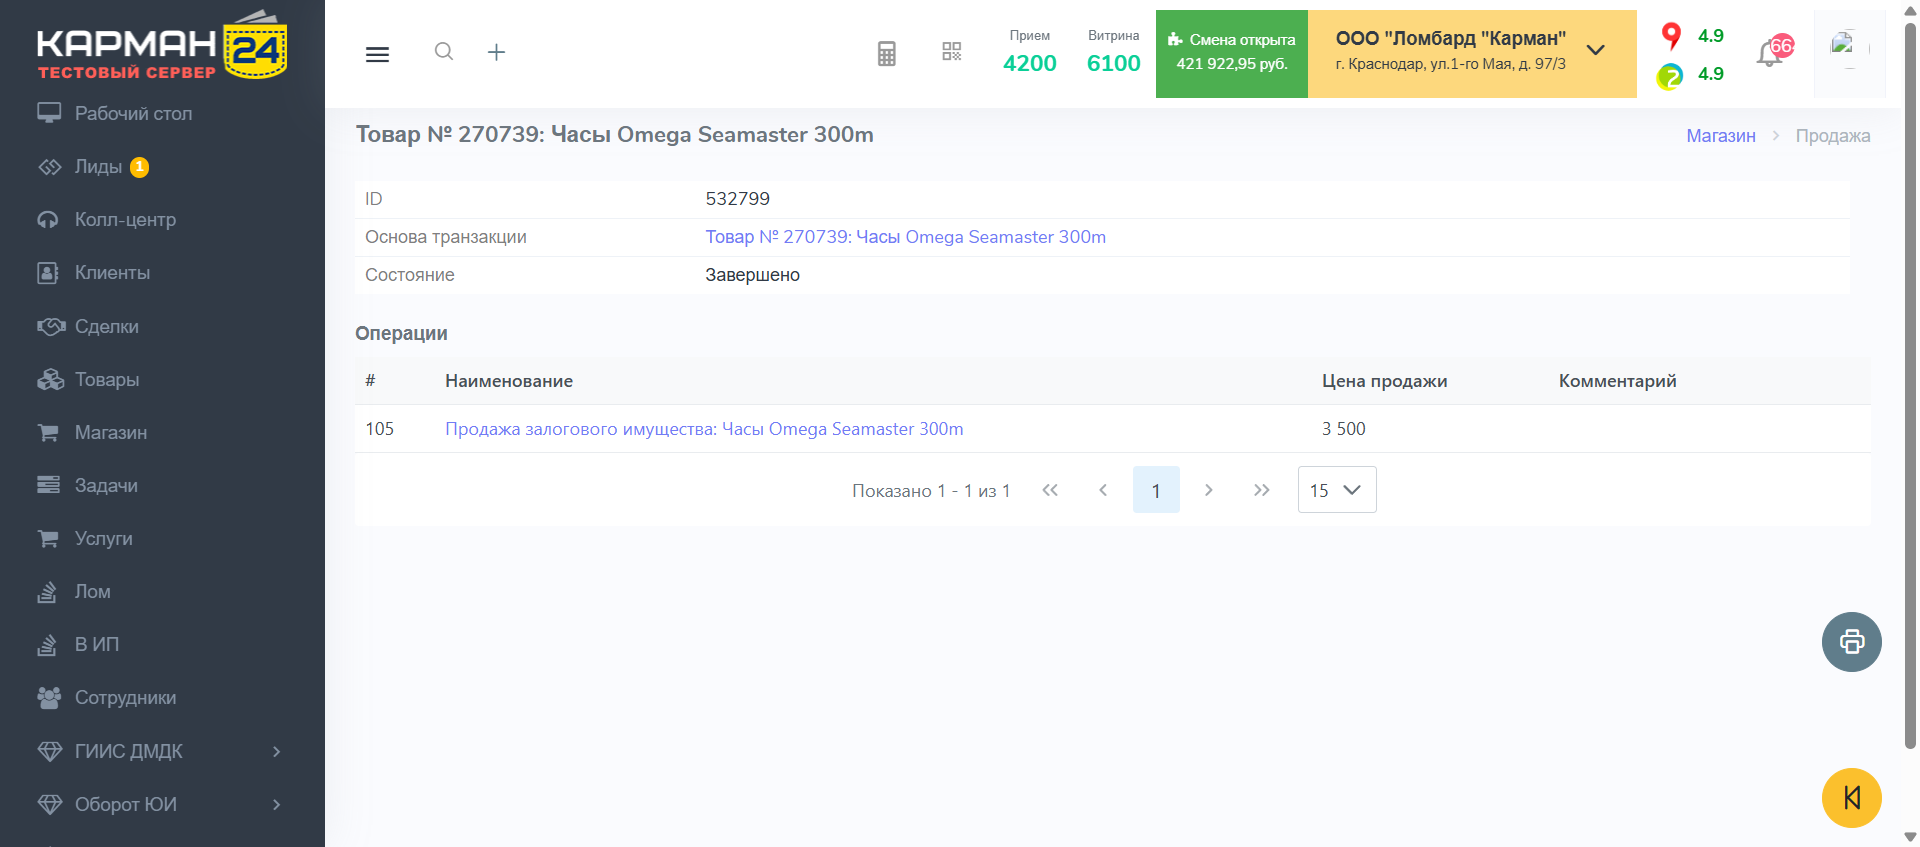 КАРМАН 24
ТЕСТОВЫЙ СЕРВЕР
Рабочий стол
Лиды 1
Колл-центр
Клиенты
Сделки
Товары
Магазин
Задачи
Услуги
Лом
В ИП
Сотрудники
ГИИС ДМДК
Оборот ЮИ
Прием
4200
Витрина
6100
Смена открыта
421 922,95 руб.
ООО "Ломбард "Карман"
г. Краснодар, ул.1-го Мая, д. 97/3
4.9
4.9
Товар № 270739: Часы Omega Seamaster 300m
Магазин > Продажа
ID 532799
Основа транзакции Товар № 270739: Часы Omega Seamaster 300m
Состояние Завершено
Операции
# Наименование Цена продажи Комментарий
105 Продажа залогового имущества: Часы Omega Seamaster 300m 3 500
Показано 1 - 1 из 1 1 15